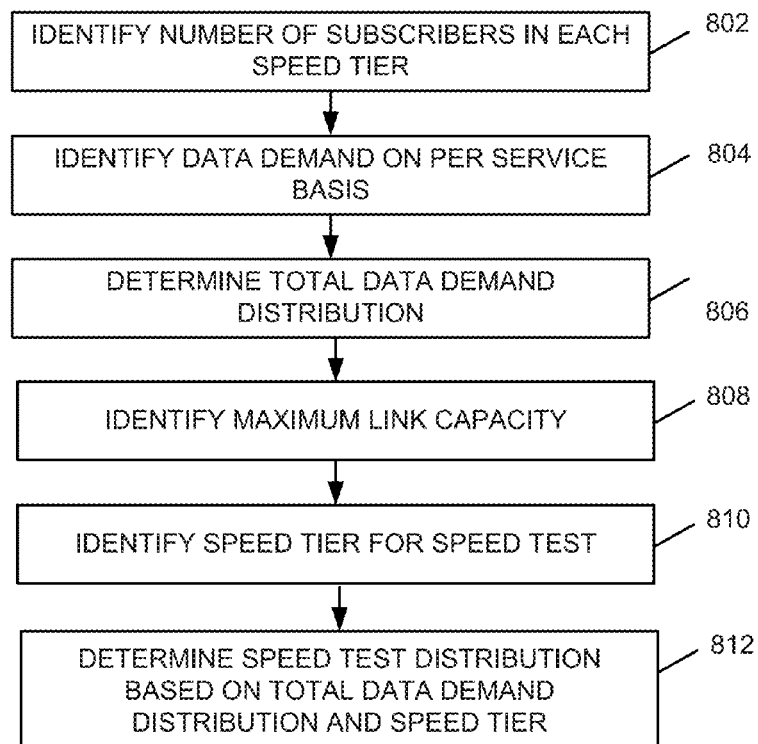 IDENTIFY NUMBER OF SUBSCRIBERS IN EACH
SPEED TIER
802
IDENTIFY DATA DEMAND ON PER SERVICE
BASIS
804
DETERMINE TOTAL DATA DEMAND
DISTRIBUTION
806
IDENTIFY MAXIMUM LINK CAPACITY
808
IDENTIFY SPEED TIER FOR SPEED TEST
810
DETERMINE SPEED TEST DISTRIBUTION
BASED ON TOTAL DATA DEMAND
DISTRIBUTION AND SPEED TIER
812